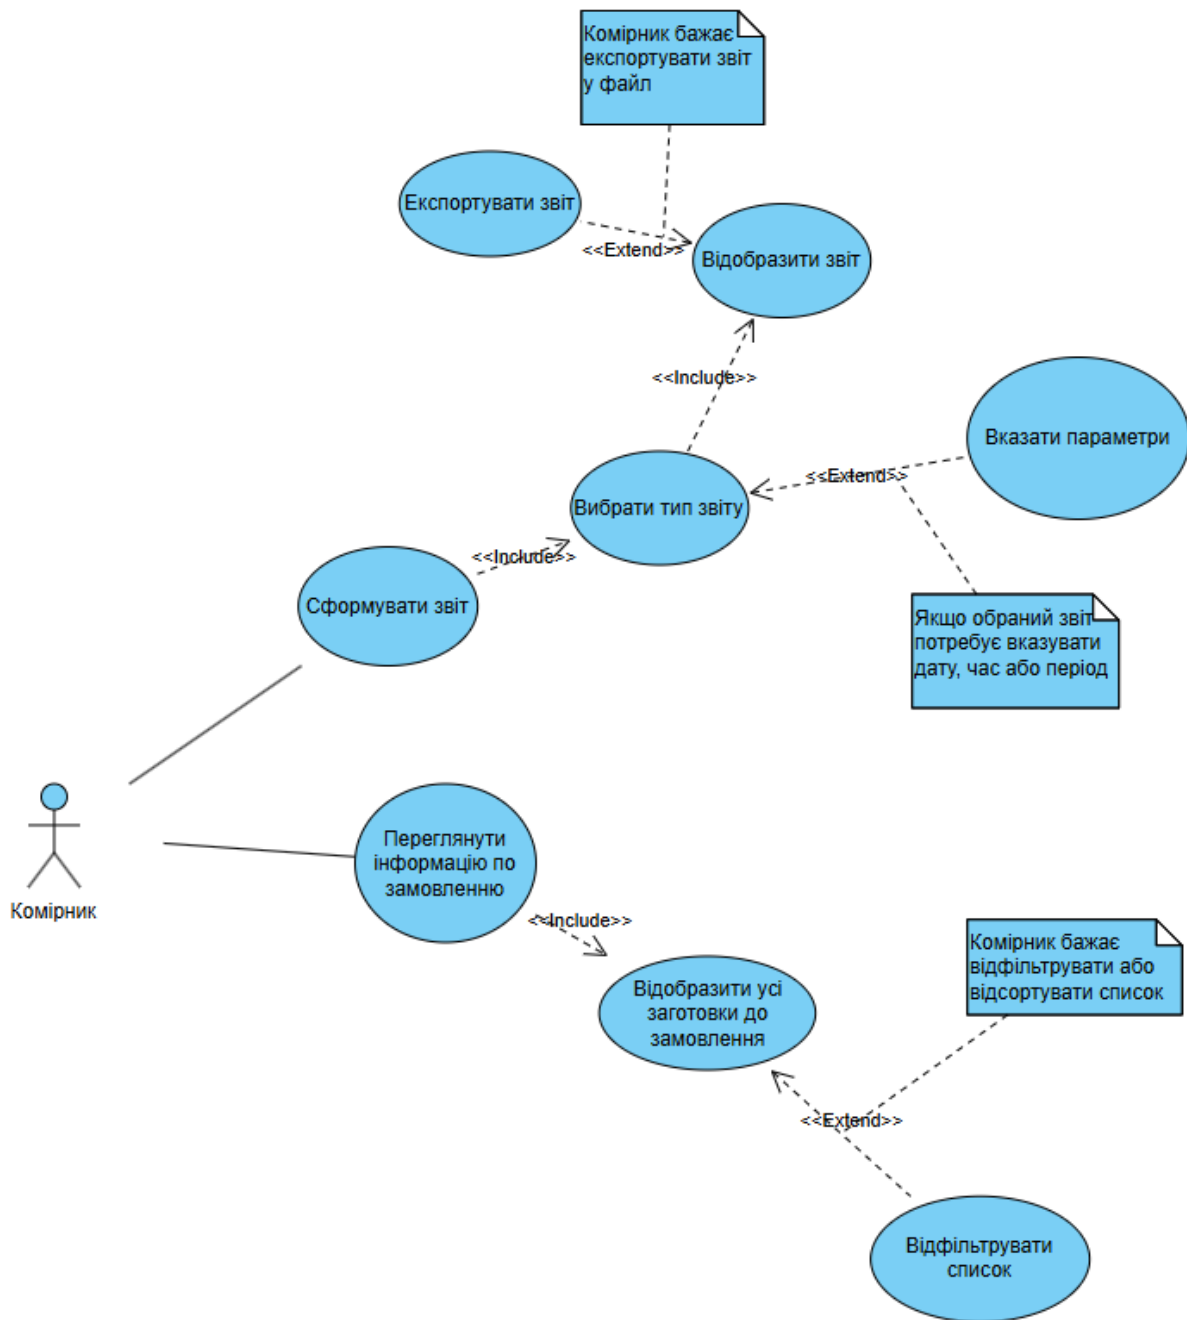 Комірник бажає
експортувати звіт
у файл
Експортувати звіт
<<Extend>>
Відобразити звіт
<<Include>>
Вказати параметри
<<Extend>>
Вибрати тип звіту
<<Include>>
Сформувати звіт
Якщо обраний звіт
потребує вказувати
дату, час або період
Переглянути
інформацію по
замовленню
Комірник
<<Include>>
Комірник бажає
відфільтрувати або
відсортувати список
Відобразити усі
заготовки до
замовлення
<<Extend>>
Відфільтрувати
список